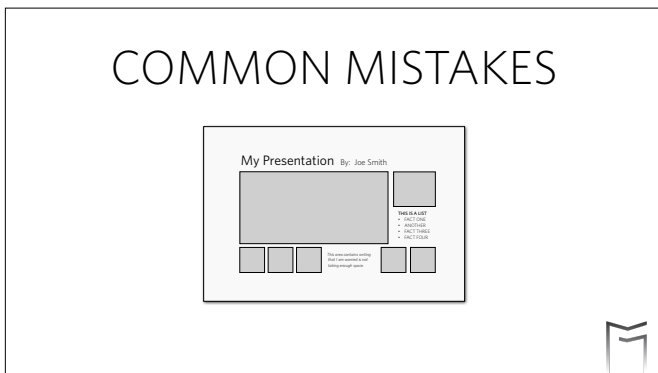 COMMON MISTAKES
My Presentation By: Joe Smith
THIS IS A LIST
• FACT ONE
• ANOTHER
• FACT THREE
• FACT FOUR
This area contains writing
that I am worried is not
taking enough space